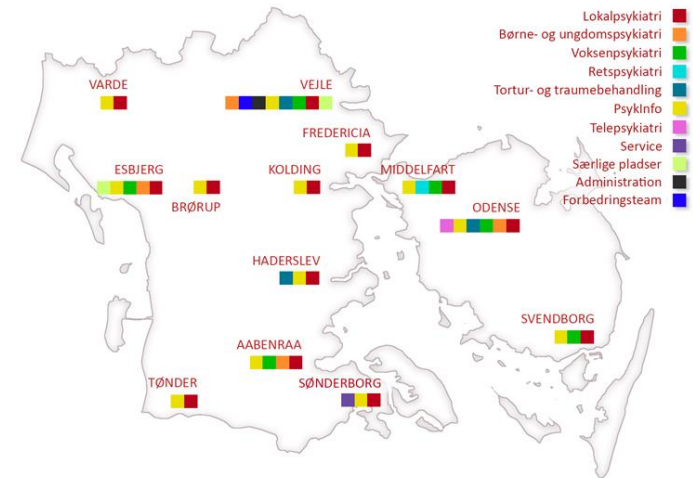 Lokalpsykiatri
Børne- og ungdomspsykiatri
Voksenpsykiatri
Retspsykiatri
Tortur- og traumebehandling
PsykInfo
Telepsykiatri
Service
Særlige pladser
Administration
Forbedringsteam
VARDE
VEJLE
FREDERICIA
ESBJERG
KOLDING
MIDDELFART
BRØRUP
ODENSE
HADERSLEV
SVENDBORG
AABENRAA
TØNDER
SØNDERBORG